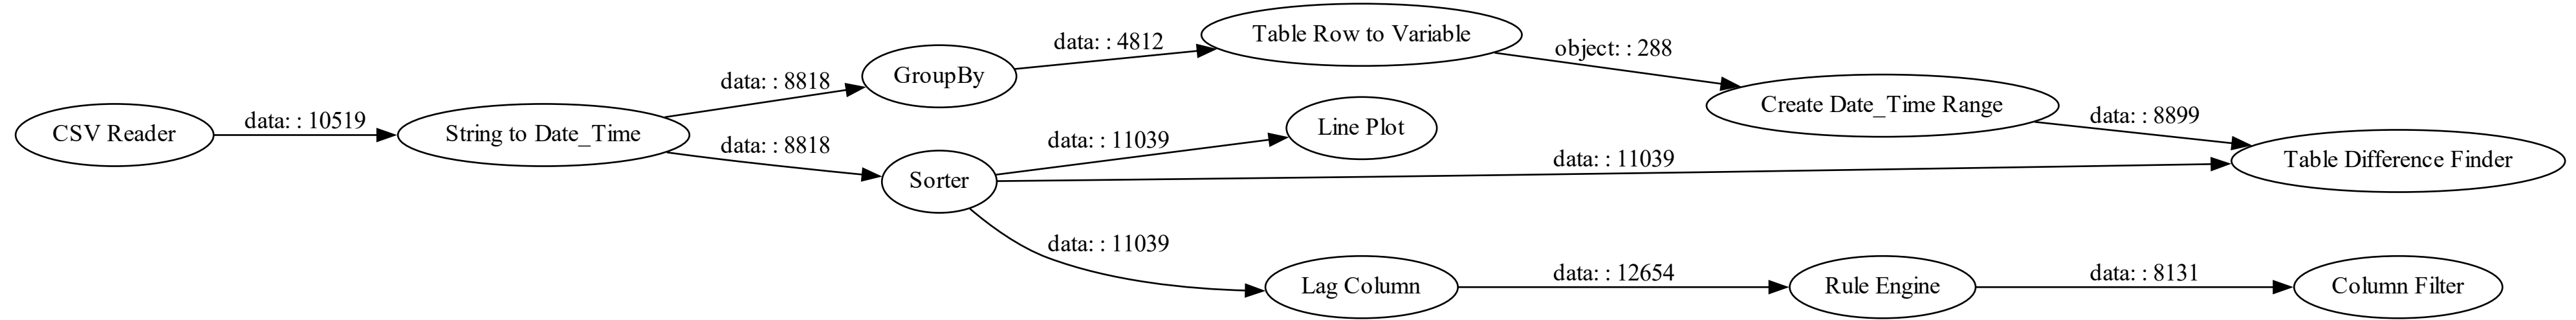 CSV Reader
data: : 10519
String to Date_Time
data: : 8818
GroupBy
data: : 4812
Table Row to Variable
object: : 288
Create Date_Time Range
data: : 8899
Table Difference Finder
data: : 8818
Sorter
data: : 11039
Line Plot
data: : 11039
data: : 11039
Lag Column
data: : 12654
Rule Engine
data: : 8131
Column Filter